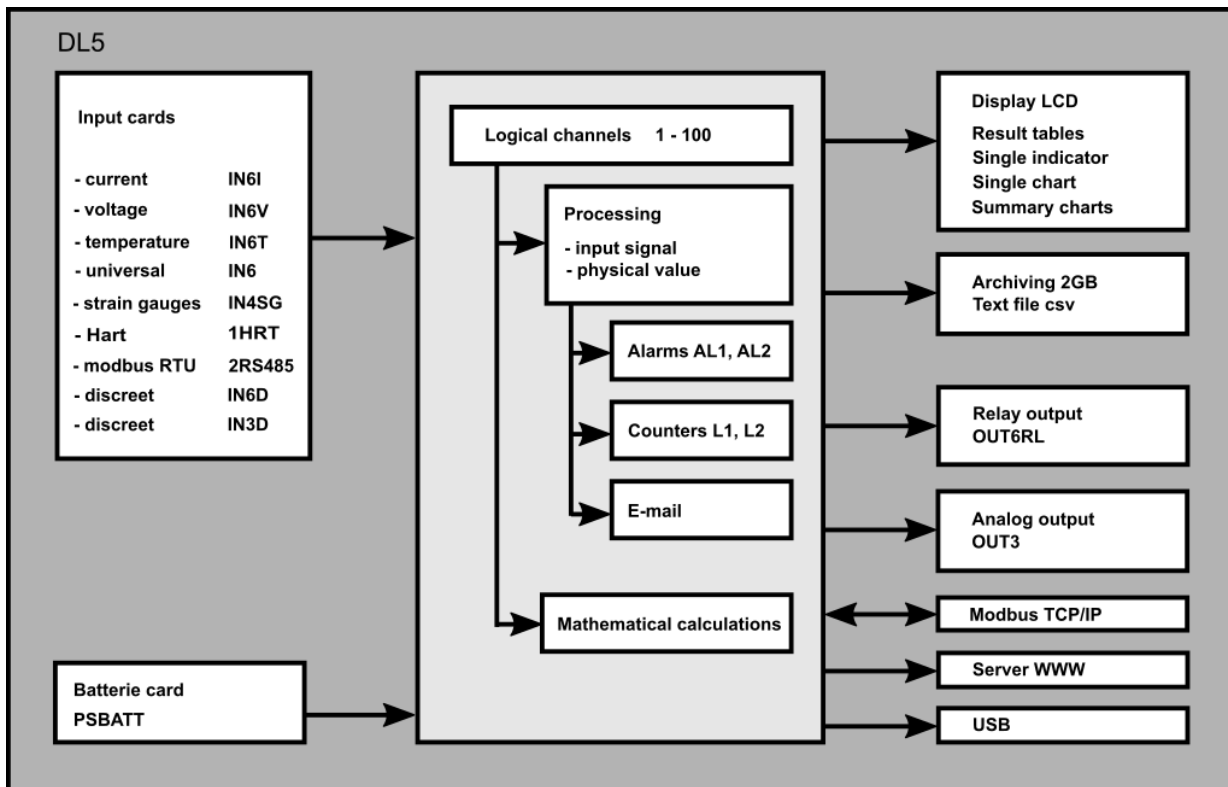 DL5
Input cards
- current IN6I
- voltage IN6V
- temperature IN6T
- universal IN6
- strain gauges IN4SG
- Hart 1HRT
- modbus RTU 2RS485
- discreet IN6D
- discreet IN3D
Batterie card
PSBATT
Logical channels 1 - 100
Processing
- input signal
- physical value
Alarms AL1, AL2
Counters L1, L2
E-mail
Mathematical calculations
Display LCD
Result tables
Single indicator
Single chart
Summary charts
Archiving 2GB
Text file csv
Relay output
OUT6RL
Analog output
OUT3
Modbus TCP/IP
Server WWW
USB